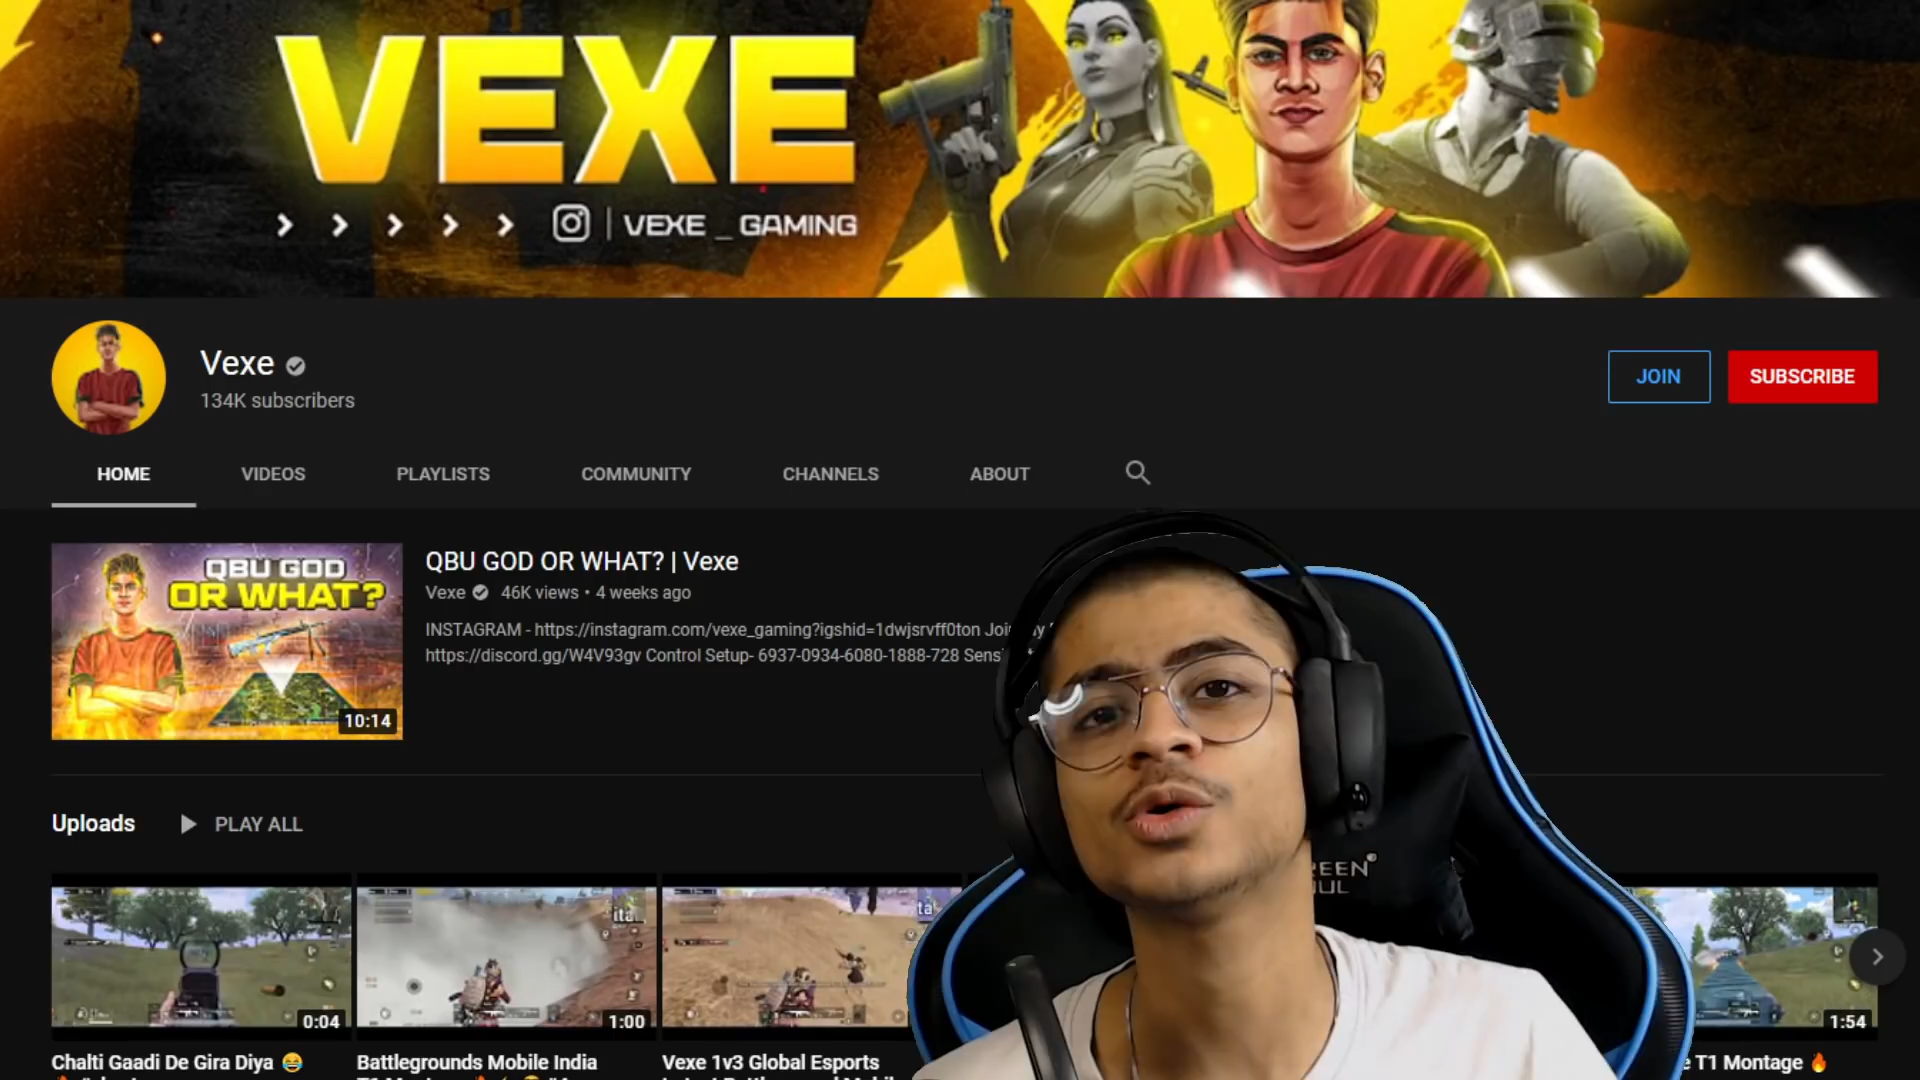 VEXE
VEXE _ GAMING
Vexe
134K subscribers
JOIN
SUBSCRIBE
HOME
VIDEOS
PLAYLISTS
COMMUNITY
CHANNELS
ABOUT
QBU GOD
OR WHAT?
10:14
QBU GOD OR WHAT? | Vexe
Vexe 46K views • 4 weeks ago
INSTAGRAM - https://instagram.com/vexe_gaming?igshid=1dwjsrvff0ton
https://discord.gg/W4V93gv Control Setup- 6937-0934-6080-1888-728
Uploads
PLAY ALL
0:04
1:00
1:54
Chalti Gaadi De Gira Diya 😂
Battlegrounds Mobile India
Vexe 1v3 Global Esports
T1 Montage 🔥